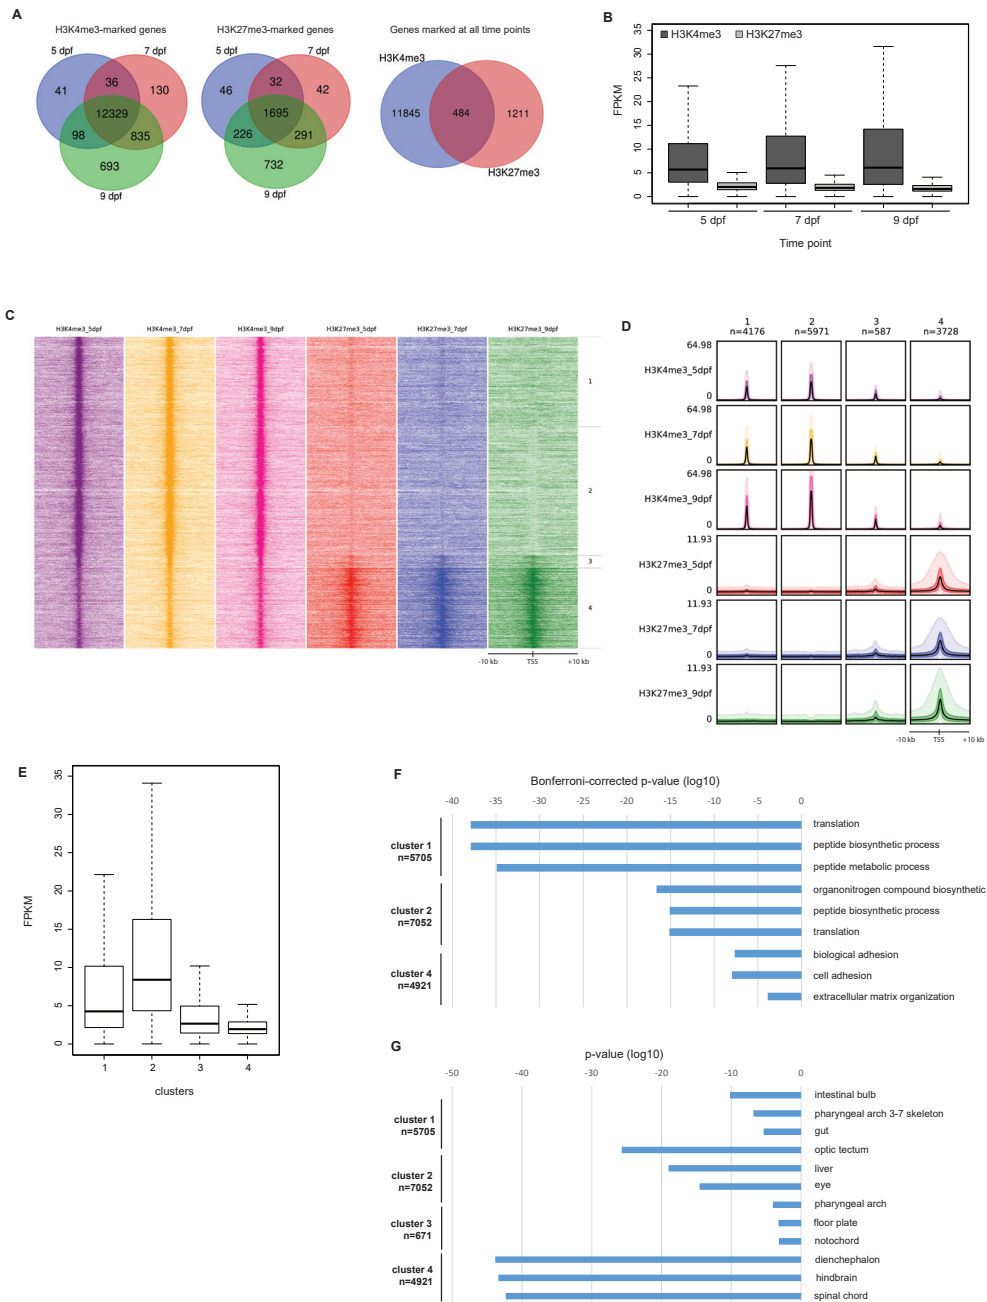 A
H3K4me3-marked genes
5 dpf
7 dpf
41
36
130
12329
98
835
693
9 dpf
H3K27me3-marked genes
5 dpf
7 dpf
46
32
42
1695
226
291
732
9 dpf
Genes marked at all time points
H3K4me3
11845
484
1211
H3K27me3
B
H3K4me3
H3K27me3
FPKM
35
30
25
20
15
10
5
0
5 dpf
7 dpf
9 dpf
Time point
C
H3K4me3_5dpf
H3K4me3_7dpf
H3K4me3_9dpf
H3K27me3_5dpf
H3K27me3_7dpf
H3K27me3_9dpf
1
2
3
4
-10 kb
TSS
+10 kb
D
1
2
3
4
n=4176
n=5971
n=587
n=3728
64.98
H3K4me3_5dpf
0
64.98
H3K4me3_7dpf
0
64.98
H3K4me3_9dpf
0
11.93
H3K27me3_5dpf
0
11.93
H3K27me3_7dpf
0
11.93
H3K27me3_9dpf
0
-10 kb
TSS
+10 kb
E
FPKM
35
30
25
20
15
10
5
0
1
2
3
4
clusters
F
Bonferroni-corrected p-value (log10)
-40
-35
-30
-25
-20
-15
-10
-5
0
cluster 1
n=5705
translation
peptide biosynthetic process
peptide metabolic process
cluster 2
n=7052
organonitrogen compound biosynthetic
peptide biosynthetic process
translation
cluster 4
n=4921
biological adhesion
cell adhesion
extracellular matrix organization
G
p-value (log10)
-50
-40
-30
-20
-10
0
cluster 1
n=5705
intestinal bulb
pharyngeal arch 3-7 skeleton
gut
cluster 2
n=7052
optic tectum
liver
eye
cluster 3
n=671
pharyngeal arch
floor plate
notochord
cluster 4
n=4921
dienchephalon
hindbrain
spinal chord